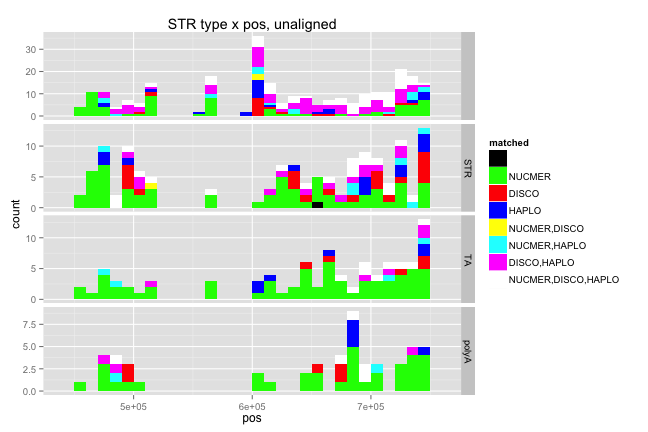 STR type x pos, unaligned
30
20
10
0
10
5
0
STR
10
5
0
TA
7.5
5.0
2.5
0.0
polyA
count
5e+05
6e+05
7e+05
pos
matched
NUCMER
DISCO
HAPLO
NUCMER,DISCO
NUCMER,HAPLO
DISCO,HAPLO
NUCMER,DISCO,HAPLO